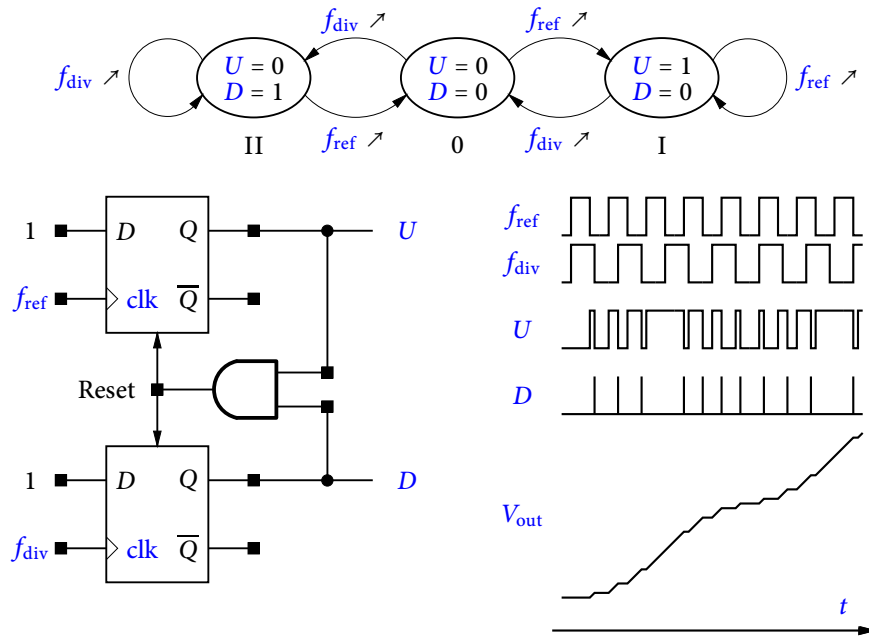 f_div ↗ f_ref ↗
f_div ↗ U = 0 U = 0 U = 1 f_ref ↗
D = 1 D = 0 D = 0
f_ref ↗ f_div ↗
II 0 I
1 D Q U
f_ref clk Q̅
Reset
1 D Q D
f_div clk Q̅
f_ref
f_div
U
D
V_out
t